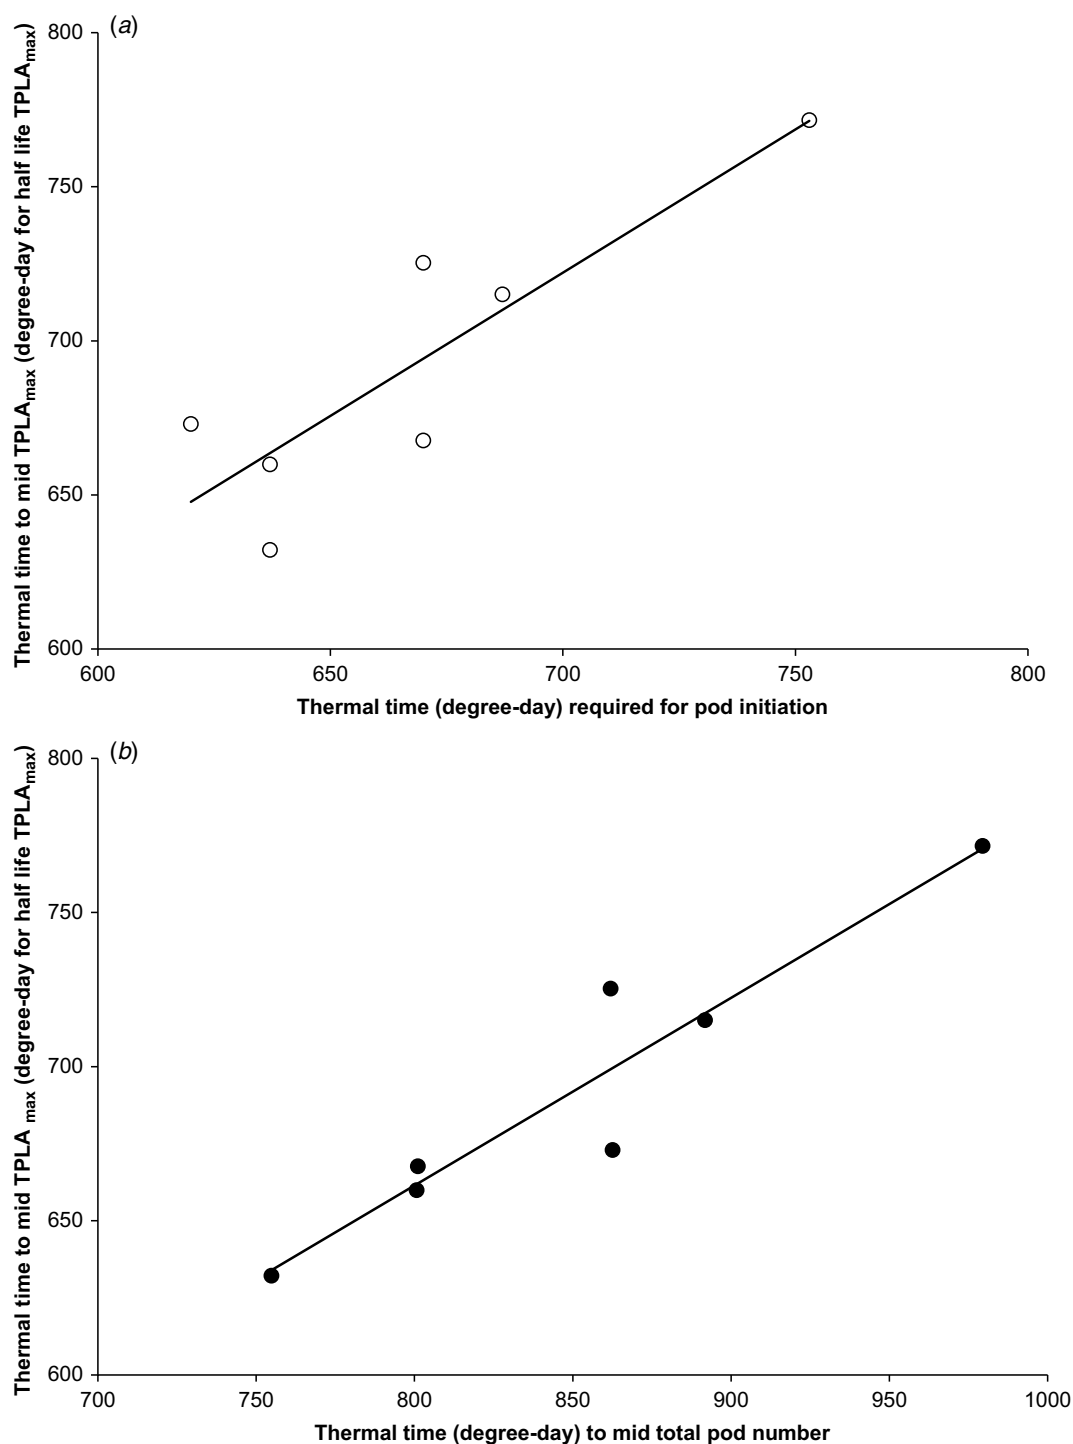 (a)
Thermal time to mid TPLAmax (degree-day for half life TPLAmax)
800
750
700
650
600
600 650 700 750 800
Thermal time (degree-day) required for pod initiation
(b)
Thermal time to mid TPLA max (degree-day for half life TPLAmax)
800
750
700
650
600
700 750 800 850 900 950 1000
Thermal time (degree-day) to mid total pod number